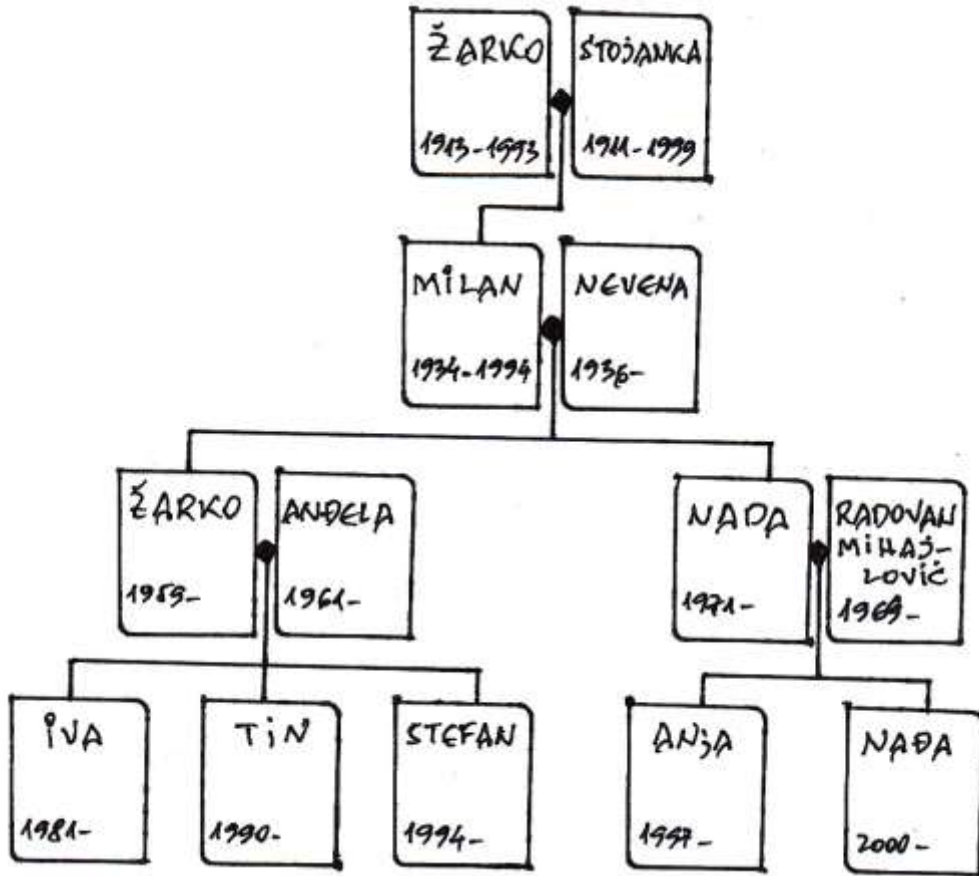 ŽARKO
1913-1993
STOJANKA
1911-1999
MILAN
1934-1994
NEVENA
1936-
ŽARKO
1959-
ANĐELA
1961-
NADA
1971-
RADOVAN
MIHAJ-
LOVIĆ
1969-
IVA
1981-
TIN
1990-
STEFAN
1994-
ANJA
1997-
NAĐA
2000-